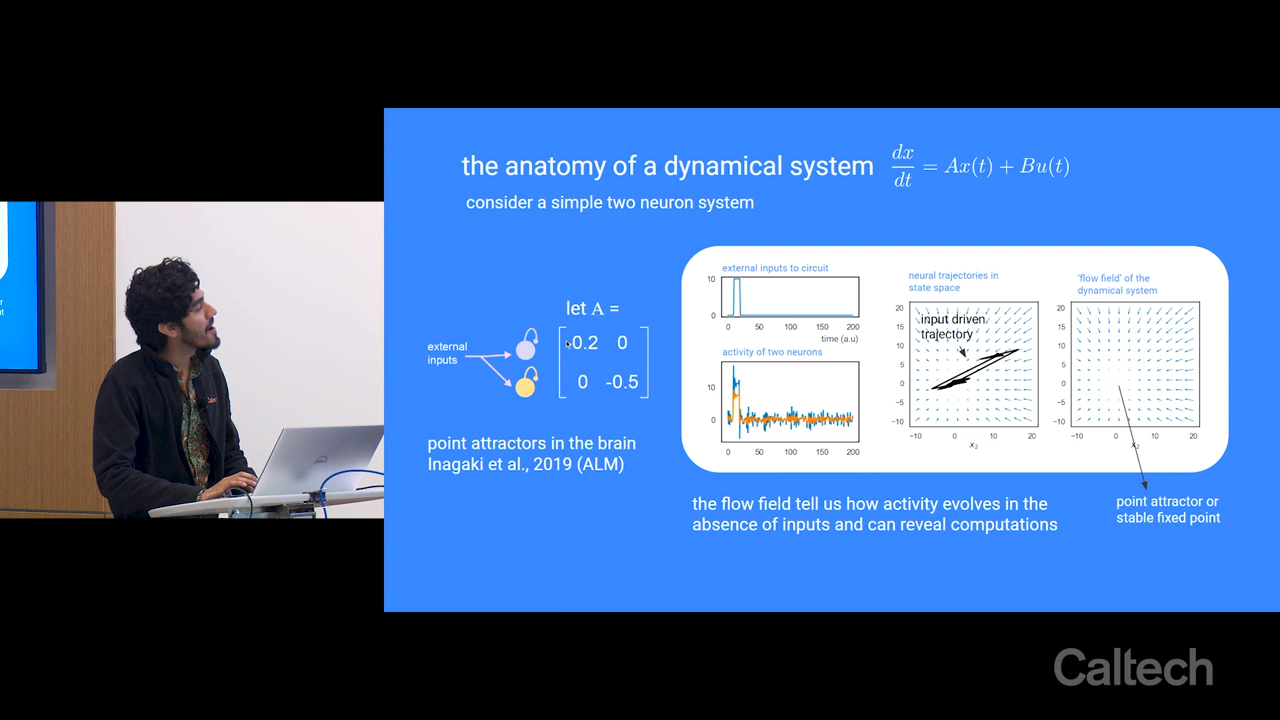 the anatomy of a dynamical system dx/dt = Ax(t) + Bu(t)
consider a simple two neuron system
let A =
-0.2 0
0 -0.5
external
inputs
point attractors in the brain
Inagaki et al., 2019 (ALM)
external inputs to circuit
10
0
0 50 100 150 200
time (a.u)
activity of two neurons
10
0
0 50 100 150 200
neural trajectories in
state space
input driven
trajectory
20
15
10
5
0
−5
−10
−10 0 10 20
x₂
'flow field' of the
dynamical system
20
15
10
5
0
−5
−10
−10 0 10 20
x₂
the flow field tell us how activity evolves in the
absence of inputs and can reveal computations
point attractor or
stable fixed point
Caltech